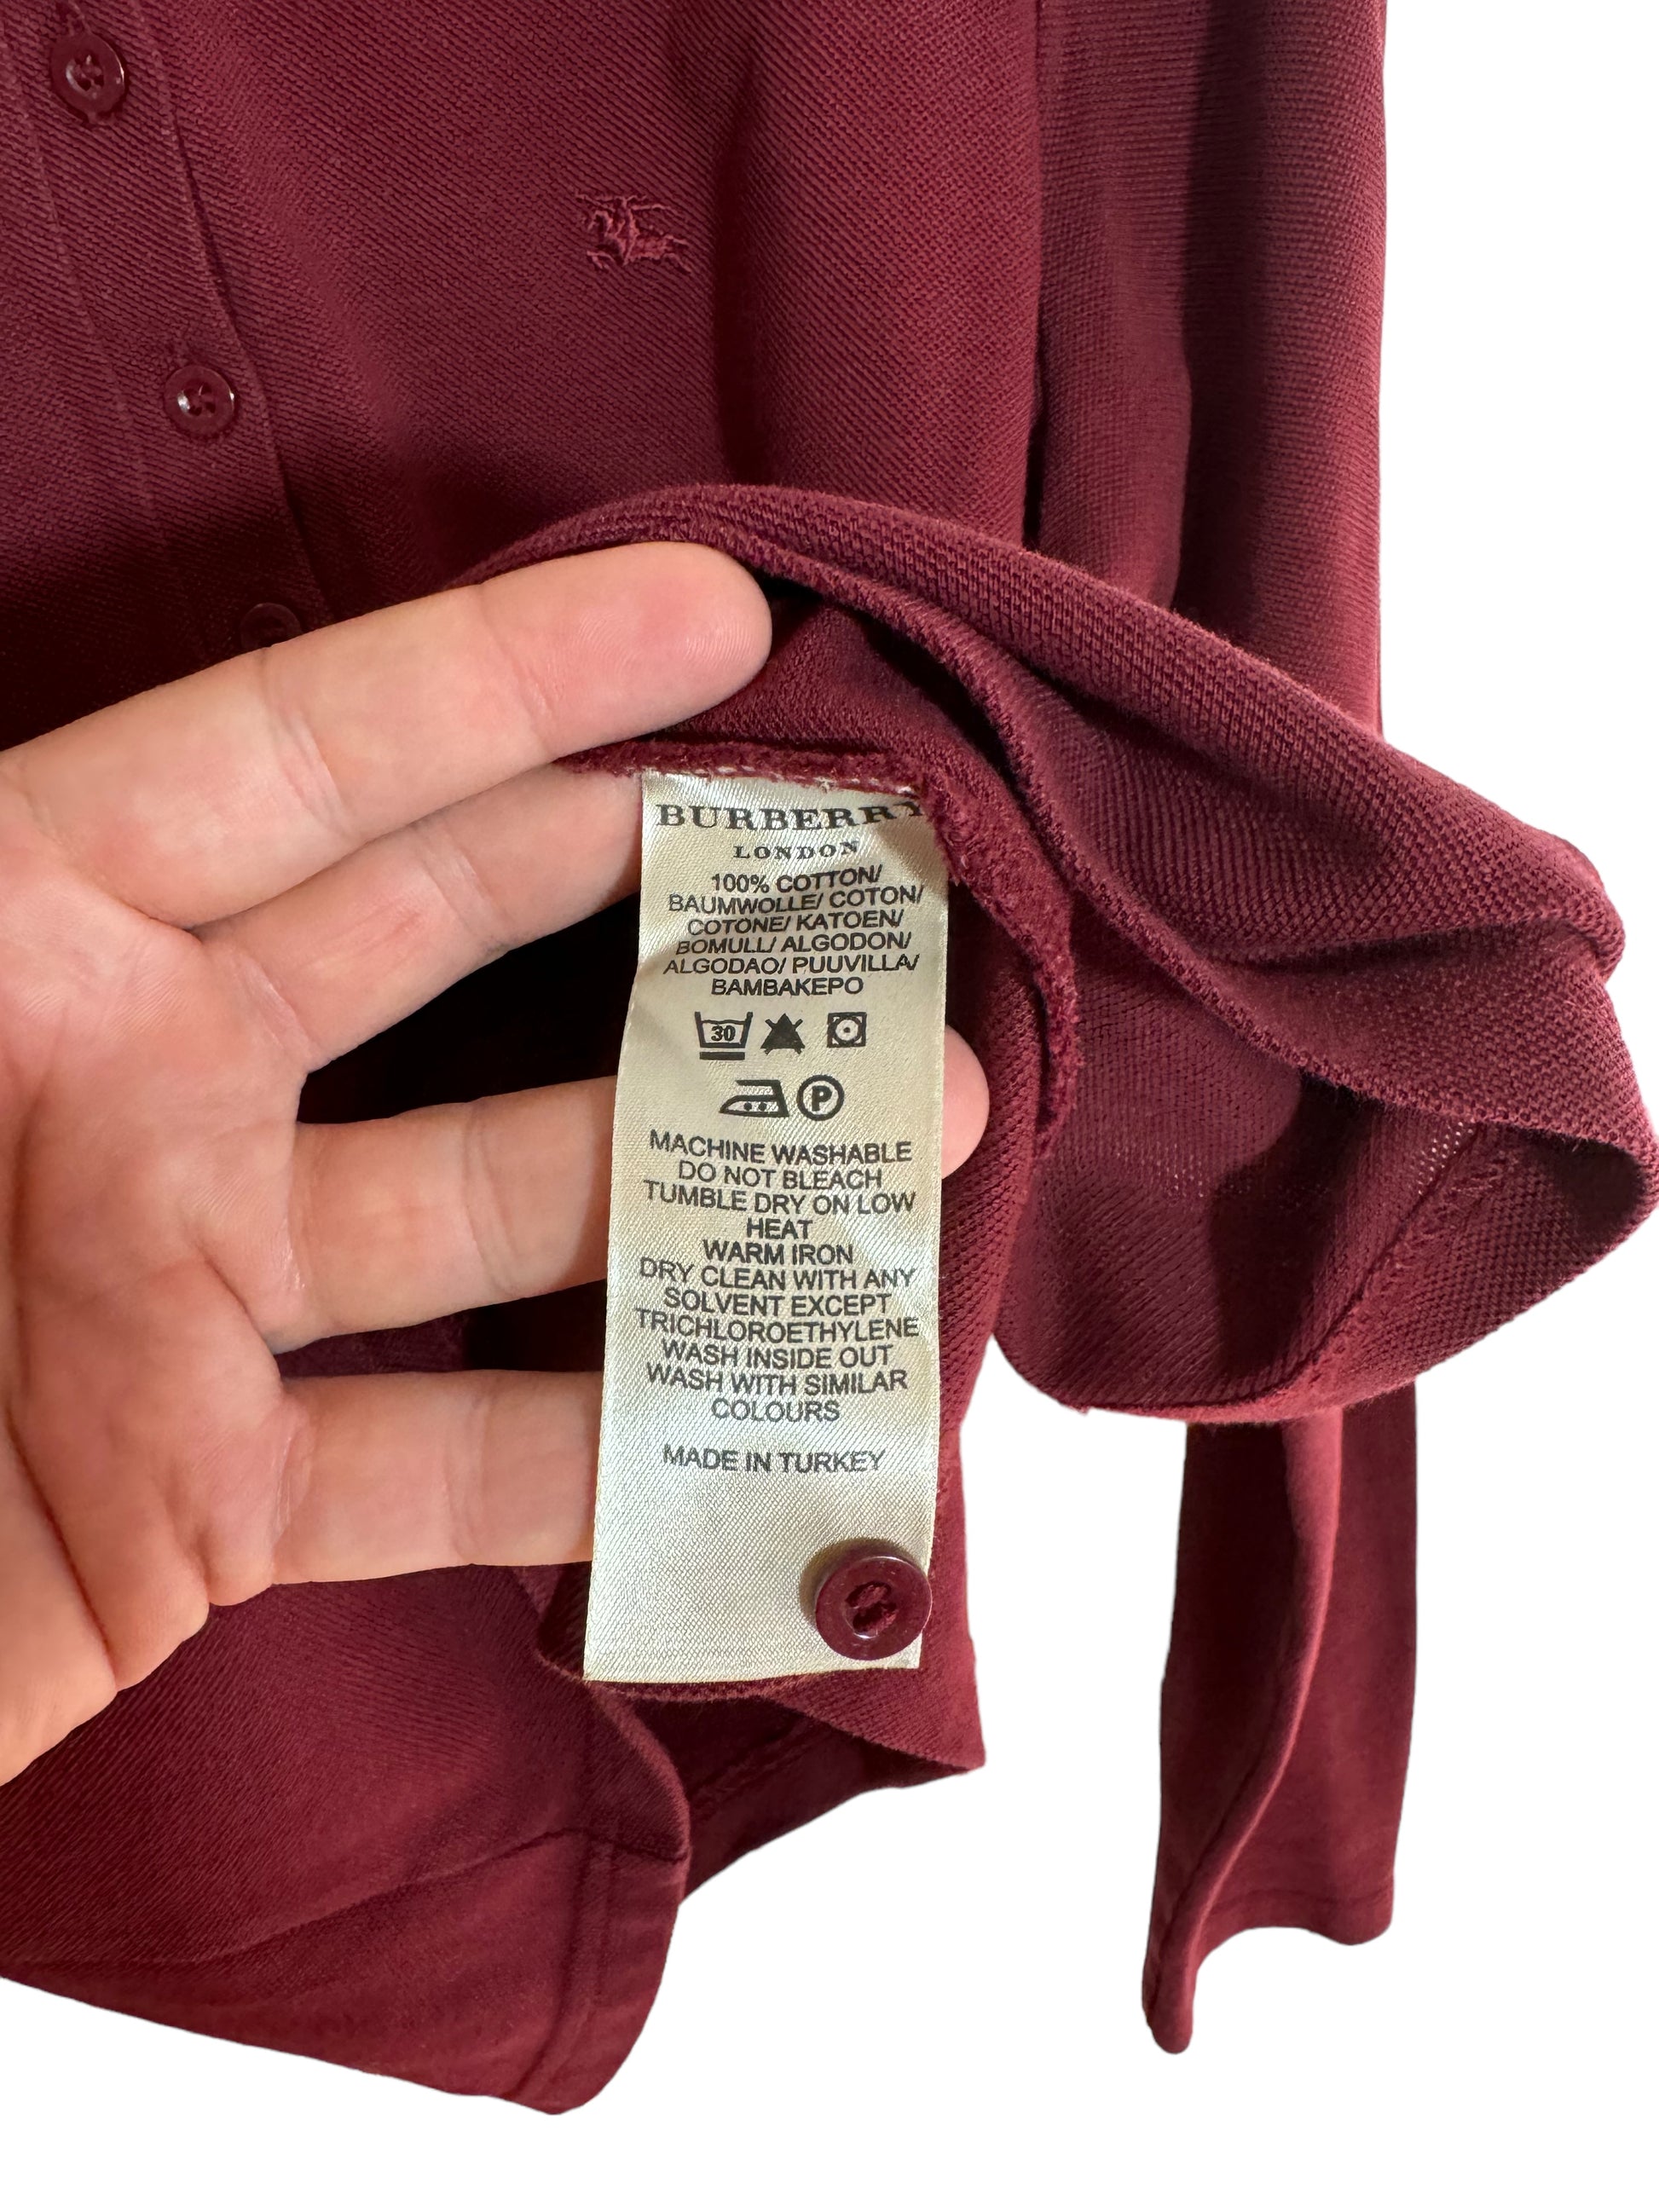 BURBERRY
LONDON
100% COTTON/
BAUMWOLLE/ COTON/
COTONE/ KATOEN/
BOMULL/ ALGODON/
ALGODAO/ PUUVILLA/
BAMBAKEPO
30
P
MACHINE WASHABLE
DO NOT BLEACH
TUMBLE DRY ON LOW
HEAT
WARM IRON
DRY CLEAN WITH ANY
SOLVENT EXCEPT
TRICHLOROETHYLENE
WASH INSIDE OUT
WASH WITH SIMILAR
COLOURS
MADE IN TURKEY